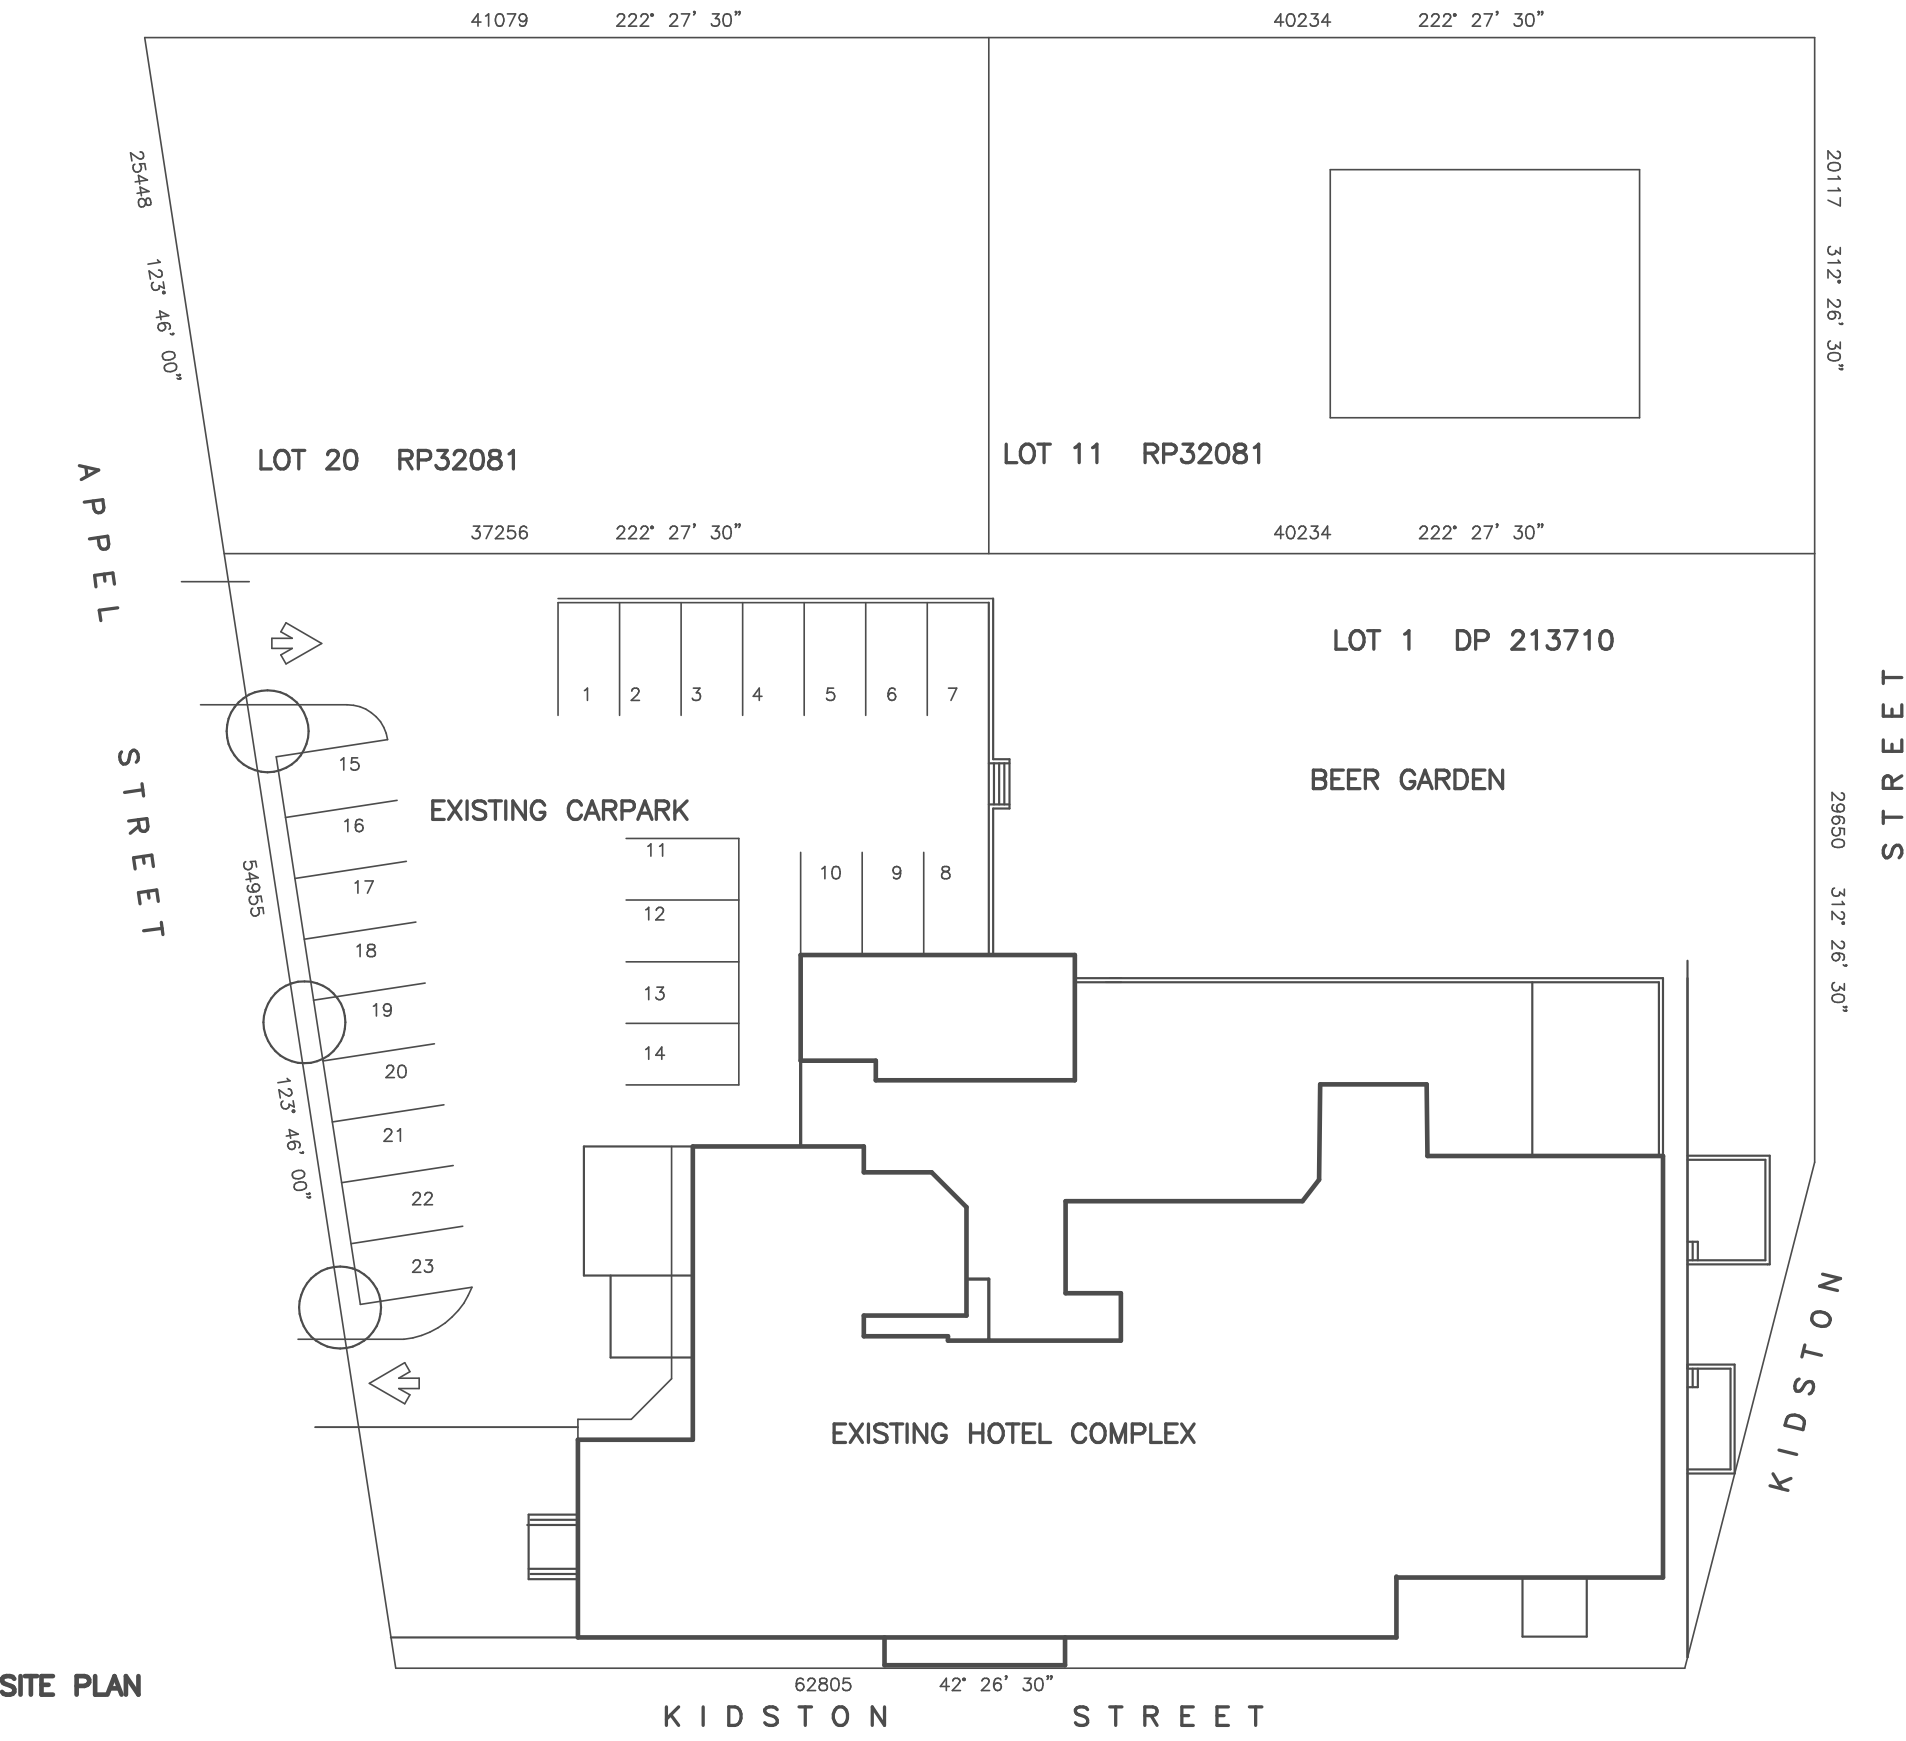 41079 222° 27' 30"
40234 222° 27' 30"
25448 123° 46' 00"
20117 312° 26' 30"
LOT 20 RP32081
LOT 11 RP32081
37256 222° 27' 30"
40234 222° 27' 30"
APPEL STREET
LOT 1 DP 213710
1 2 3 4 5 6 7
BEER GARDEN
EXISTING CARPARK
15
16
17
18
19
20
21
22
23
11
12
13
14
10 9 8
54955 123° 46' 00"
29650 312° 26' 30"
KIDSTON STREET
EXISTING HOTEL COMPLEX
SITE PLAN
62805 42° 26' 30"
KIDSTON STREET